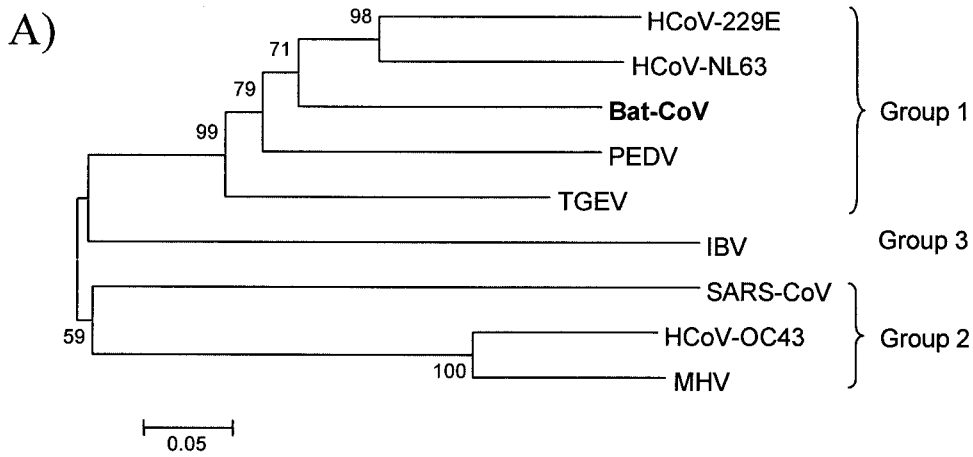 A)
98
HCoV-229E
71
HCoV-NL63
79
Bat-CoV
Group 1
99
PEDV
TGEV
IBV
Group 3
SARS-CoV
59
HCoV-OC43
Group 2
100
MHV
0.05